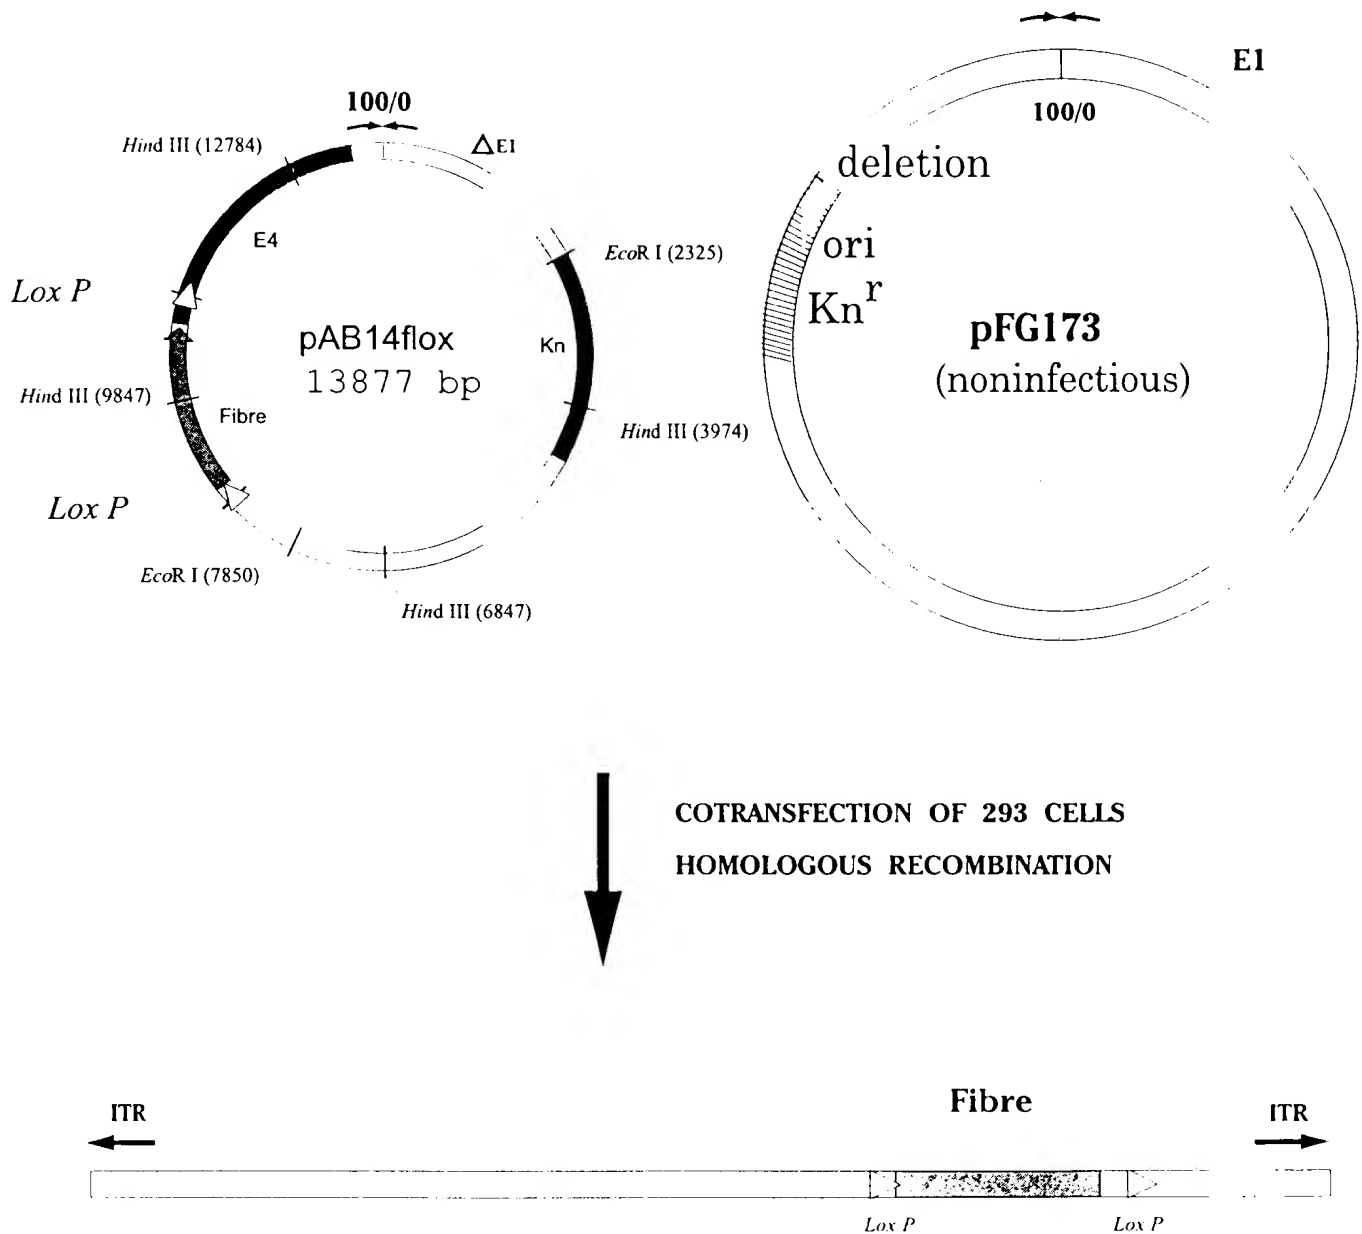 100/0
Hind III (12784)
ΔE1
E4
EcoR I (2325)
Lox P
pAB14flox
13877 bp
Kn
Hind III (9847)
Fibre
Hind III (3974)
Lox P
EcoR I (7850)
Hind III (6847)
E1
100/0
deletion
ori
Knr
pFG173
(noninfectious)
COTRANSFECTION OF 293 CELLS
HOMOLOGOUS RECOMBINATION
Fibre
ITR
ITR
Lox P
Lox P